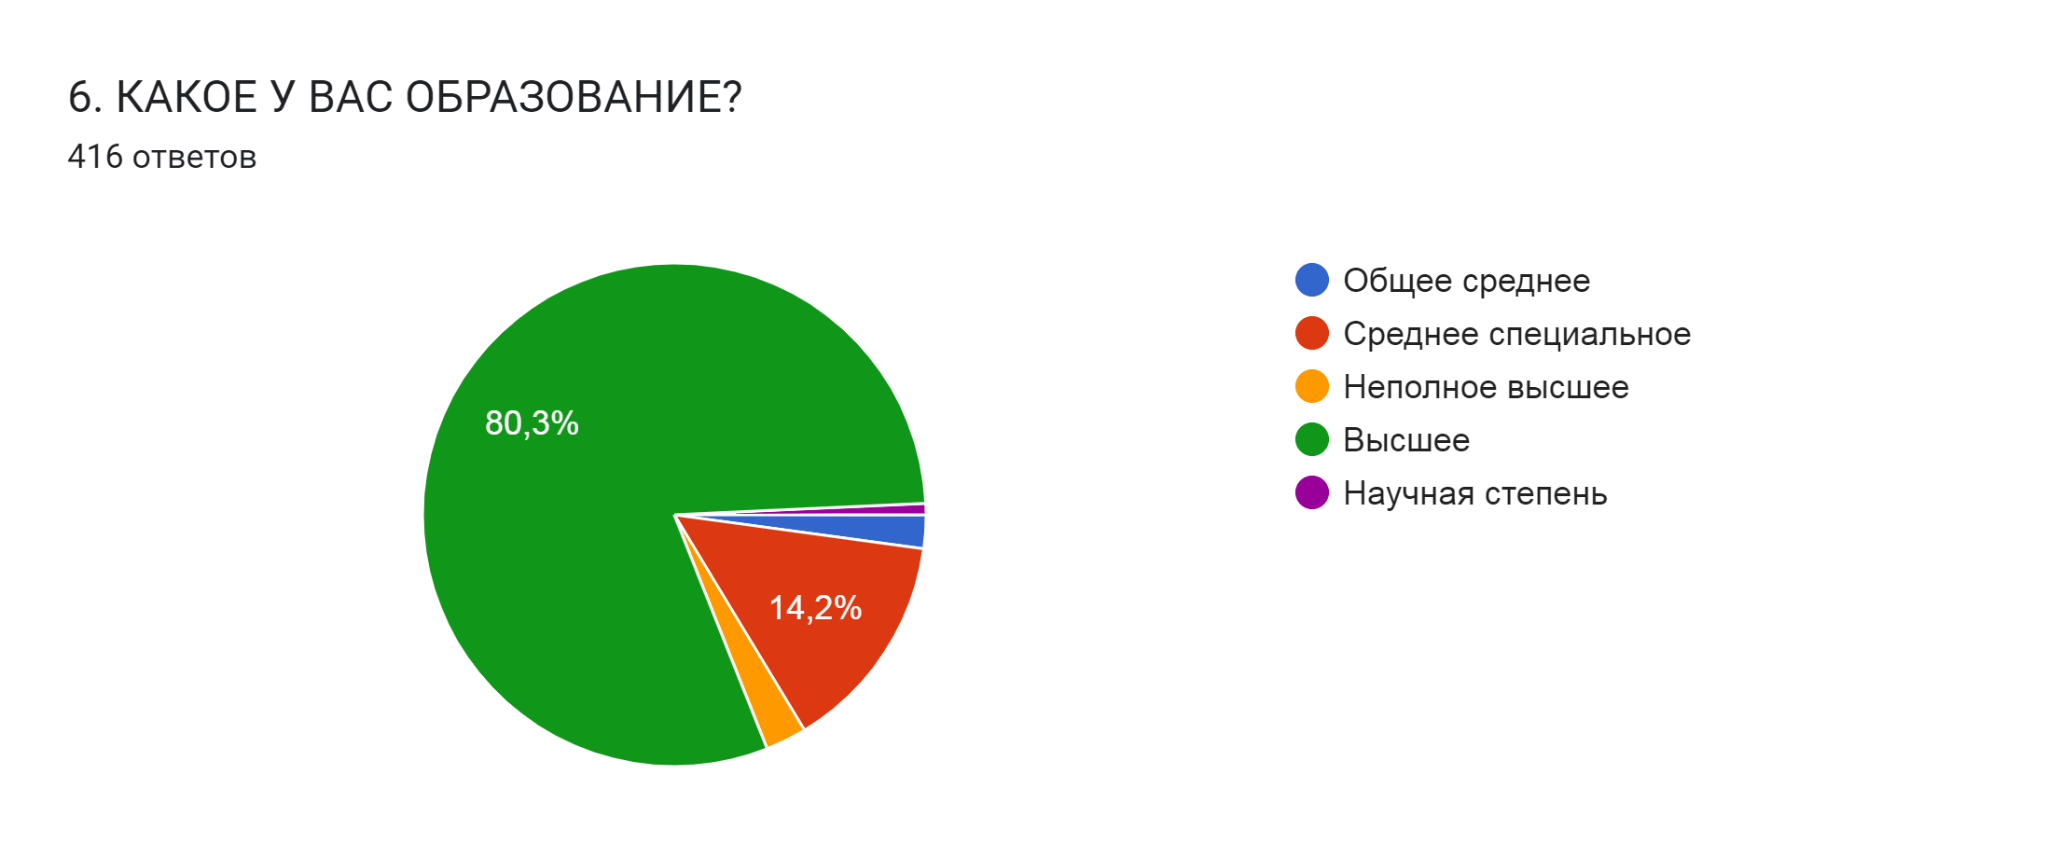 6. КАКОЕ У ВАС ОБРАЗОВАНИЕ?
416 ответов
80,3%
14,2%
Общее среднее
Среднее специальное
Неполное высшее
Высшее
Научная степень